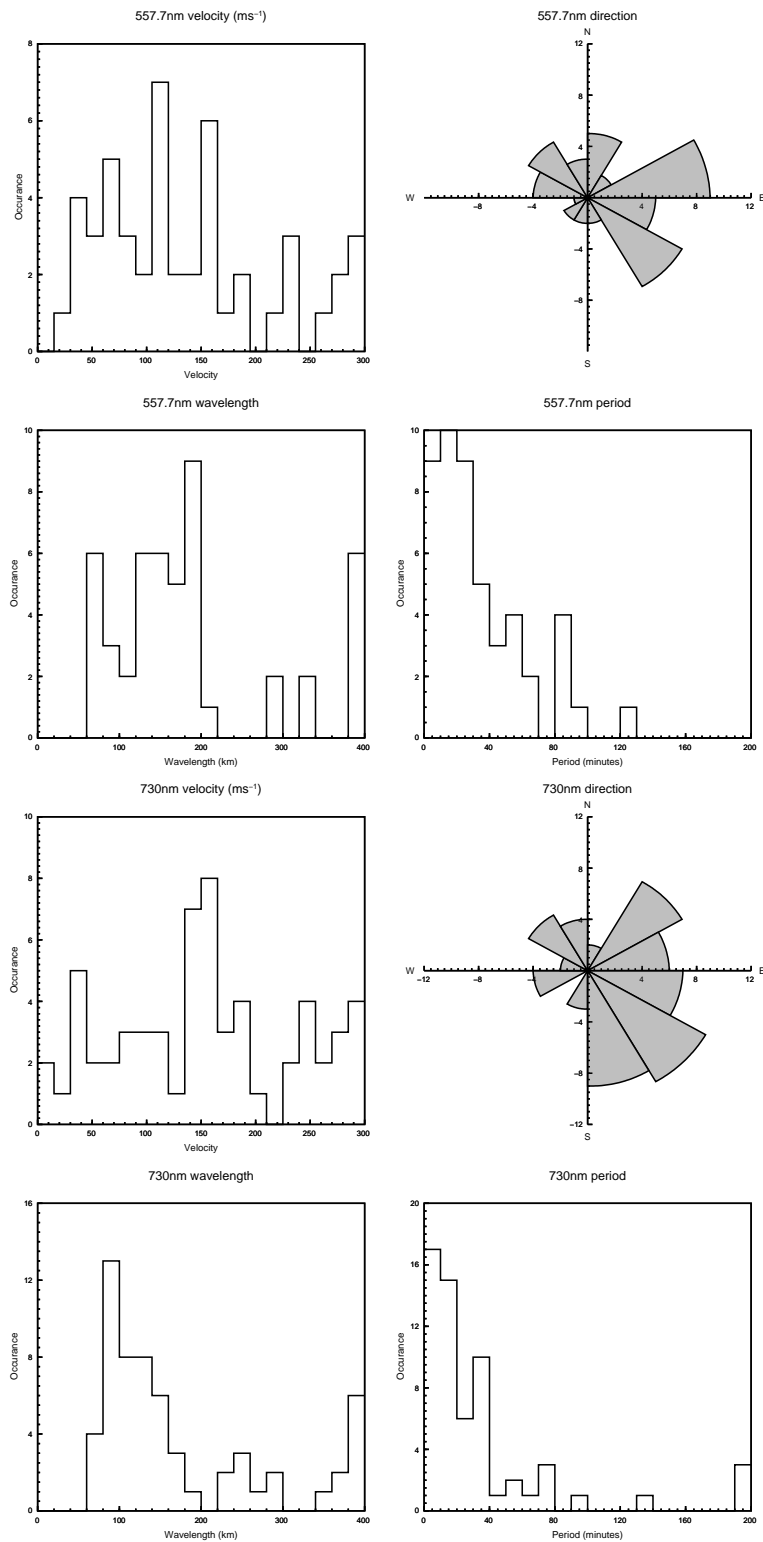 557.7nm velocity (ms⁻¹)
8
6
4
2
0
Occurance
0 50 100 150 200 250 300
Velocity
557.7nm direction
N
12
8
4
W −8 −4 4 8 12 E
−4
−8
S
557.7nm wavelength
10
8
6
4
2
0
Occurance
0 100 200 300 400
Wavelength (km)
557.7nm period
10
8
6
4
2
0
Occurance
0 40 80 120 160 200
Period (minutes)
730nm velocity (ms⁻¹)
10
8
6
4
2
0
Occurance
0 50 100 150 200 250 300
Velocity
730nm direction
N
12
8
4
W E
−12 −8 −4 4 8 12
−4
−8
−12
S
730nm wavelength
16
12
8
4
0
Occurance
0 100 200 300 400
Wavelength (km)
730nm period
20
16
12
8
4
0
Occurance
0 40 80 120 160 200
Period (minutes)